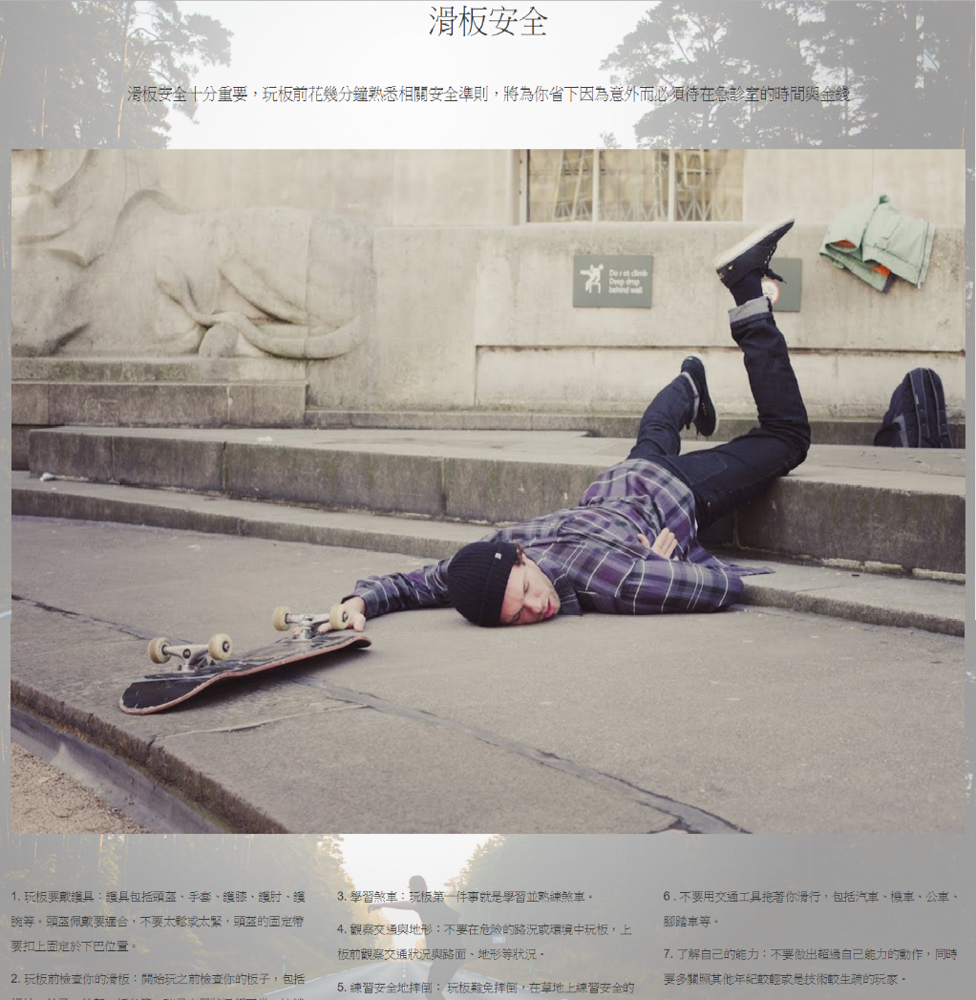 滑板安全
滑板安全十分重要，玩板前花幾分鐘熟悉相關安全準則，將為你省下因為意外而必須待在急診室的時間與金錢
Do not climb
Deep drop
behind wall
1. 玩板要戴護具：護具包括頭盔、手套、護膝、護肘、護
腕等。頭盔佩戴要適合，不要太鬆或太緊，頭盔的固定帶
要扣上固定於下巴位置。
2. 玩板前檢查你的滑板：開始玩之前檢查你的板子，包括
3. 學習煞車：玩板第一件事就是學習並熟練煞車。
4. 觀察交通與地形：不要在危險的路況或環境中玩板，上
板前觀察交通狀況與路面、地形等狀況。
5. 練習安全地摔倒： 玩板難免摔倒，在草地上練習安全的
6 . 不要用交通工具拖著你滑行，包括汽車、機車、公車、
腳踏車等。
7. 了解自己的能力：不要做出超過自己能力的動作，同時
要多關照其他年紀較輕或是技術較生疏的玩家。